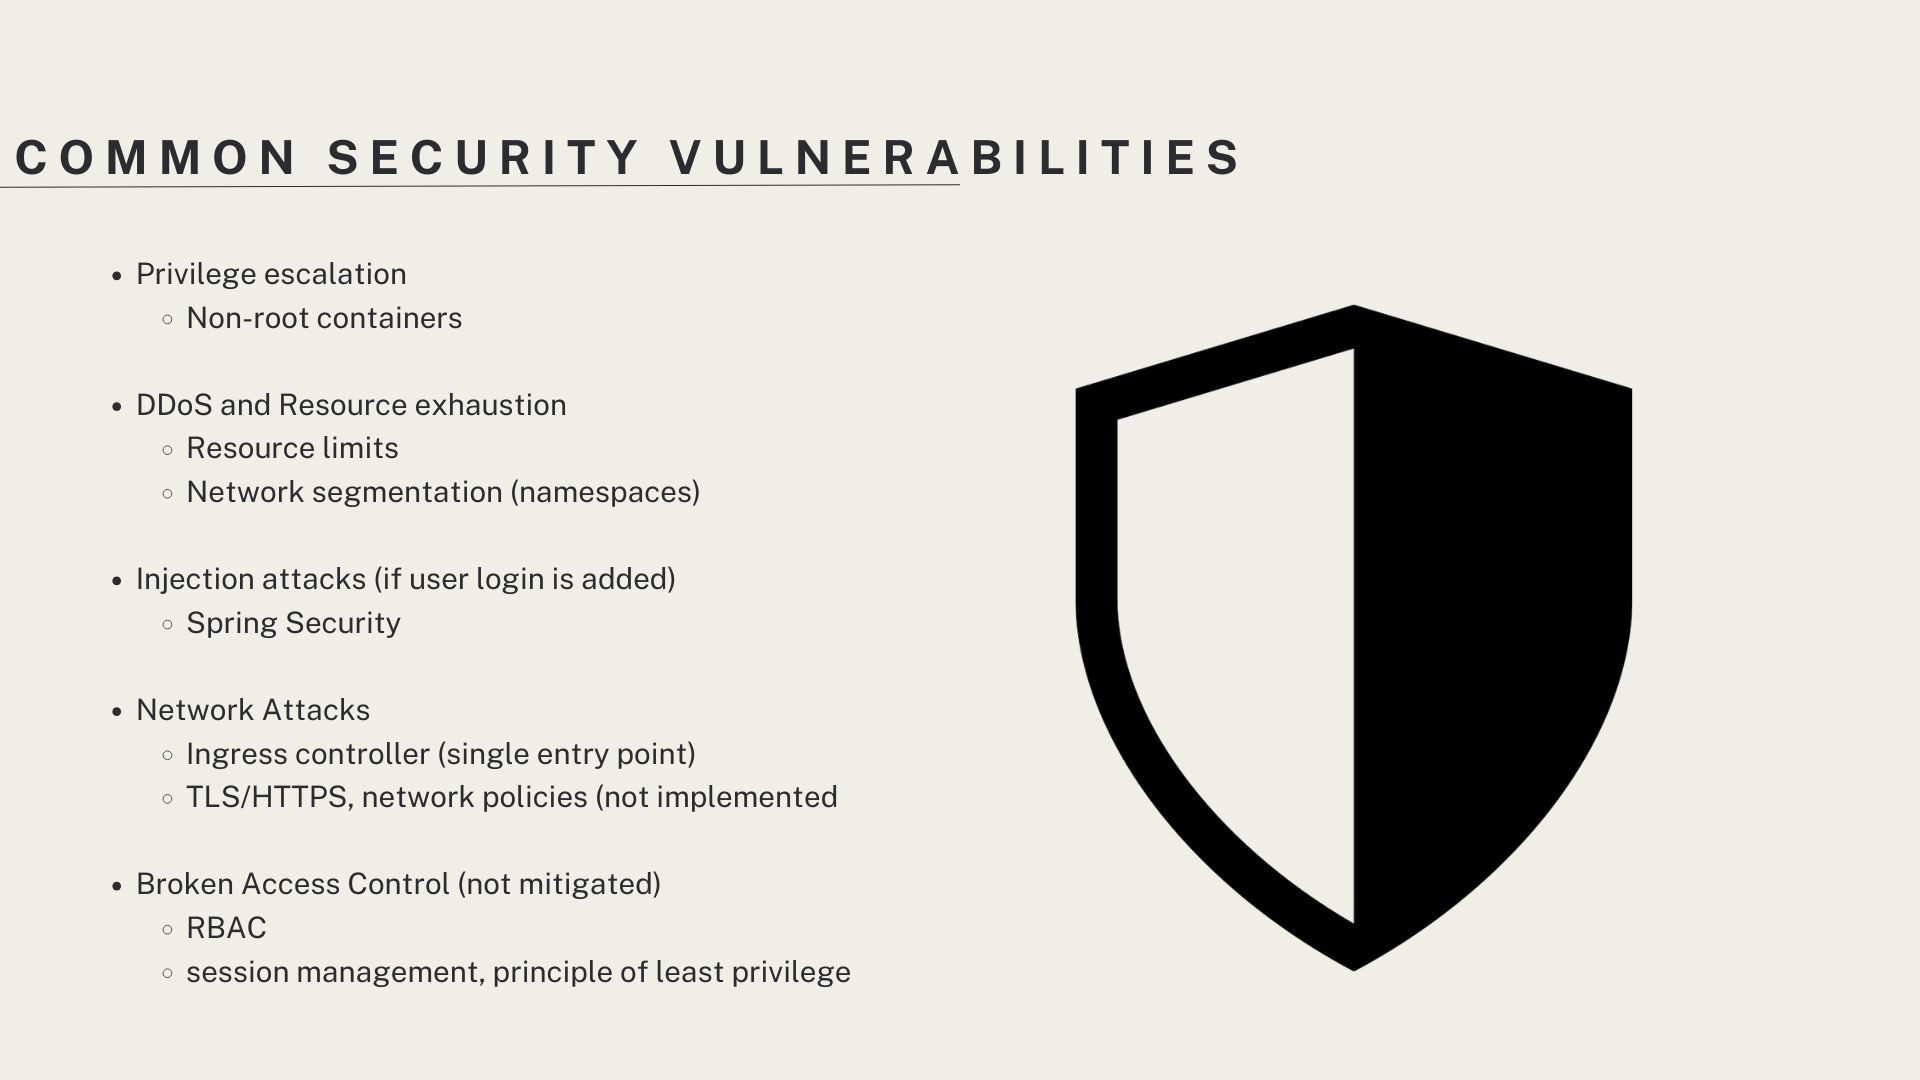 COMMON SECURITY VULNERABILITIES
• Privilege escalation
◦ Non-root containers
• DDoS and Resource exhaustion
◦ Resource limits
◦ Network segmentation (namespaces)
• Injection attacks (if user login is added)
◦ Spring Security
• Network Attacks
◦ Ingress controller (single entry point)
◦ TLS/HTTPS, network policies (not implemented
• Broken Access Control (not mitigated)
◦ RBAC
◦ session management, principle of least privilege